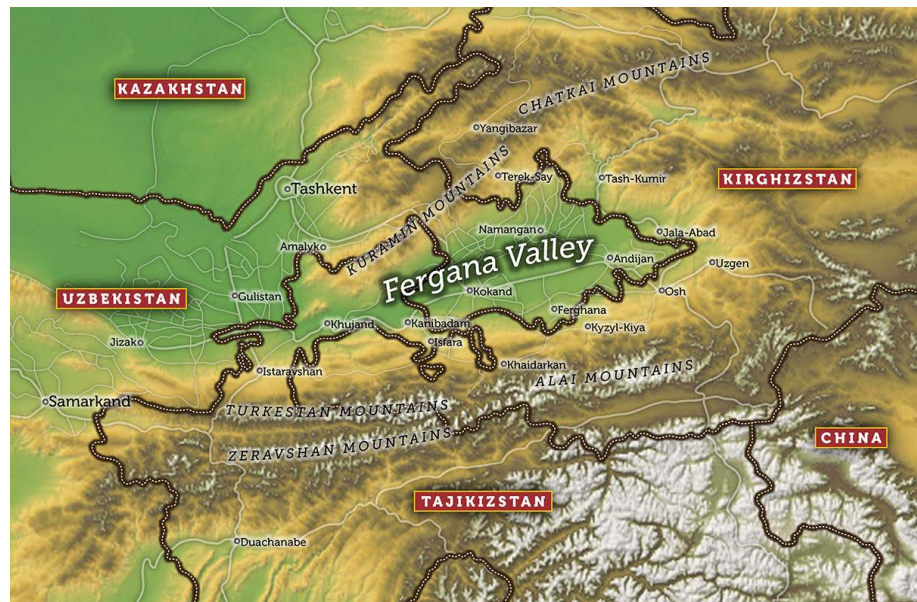 KAZAKHSTAN
CHATKAI MOUNTAINS
Yangibazar
KURAMIN MOUNTAINS
Terek-Say
Tash-Kumir
KIRGHIZSTAN
Tashkent
Namangan
Jala-Abad
Amalyk
Fergana Valley
Andijan
Uzgen
UZBEKISTAN
Gulistan
Kokand
Osh
Ferghana
Khujand
Kanibadam
Kyzyl-Kiya
Jizak
Isfara
Khaidarkan
Istaravshan
ALAI MOUNTAINS
Samarkand
TURKESTAN MOUNTAINS
ZERAVSHAN MOUNTAINS
CHINA
TAJIKIZSTAN
Duachanabe